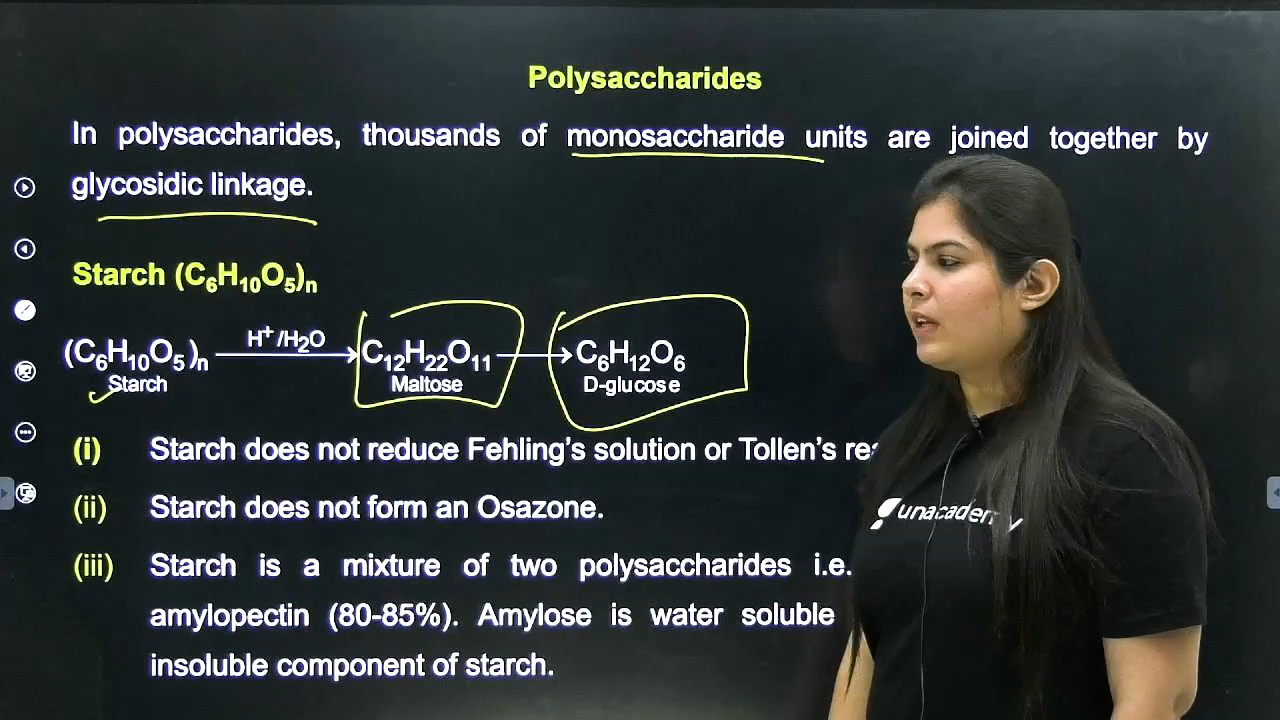 Polysaccharides
In polysaccharides, thousands of monosaccharide units are joined together by
glycosidic linkage.
Starch (C₆H₁₀O₅)ₙ
(C₆H₁₀O₅)ₙ H⁺/H₂O C₁₂H₂₂O₁₁ C₆H₁₂O₆
Starch Maltose D-glucose
(i) Starch does not reduce Fehling's solution or Tollen's
(ii) Starch does not form an Osazone.
(iii) Starch is a mixture of two polysaccharides i.e.
amylopectin (80-85%). Amylose is water soluble
insoluble component of starch.
unacademy